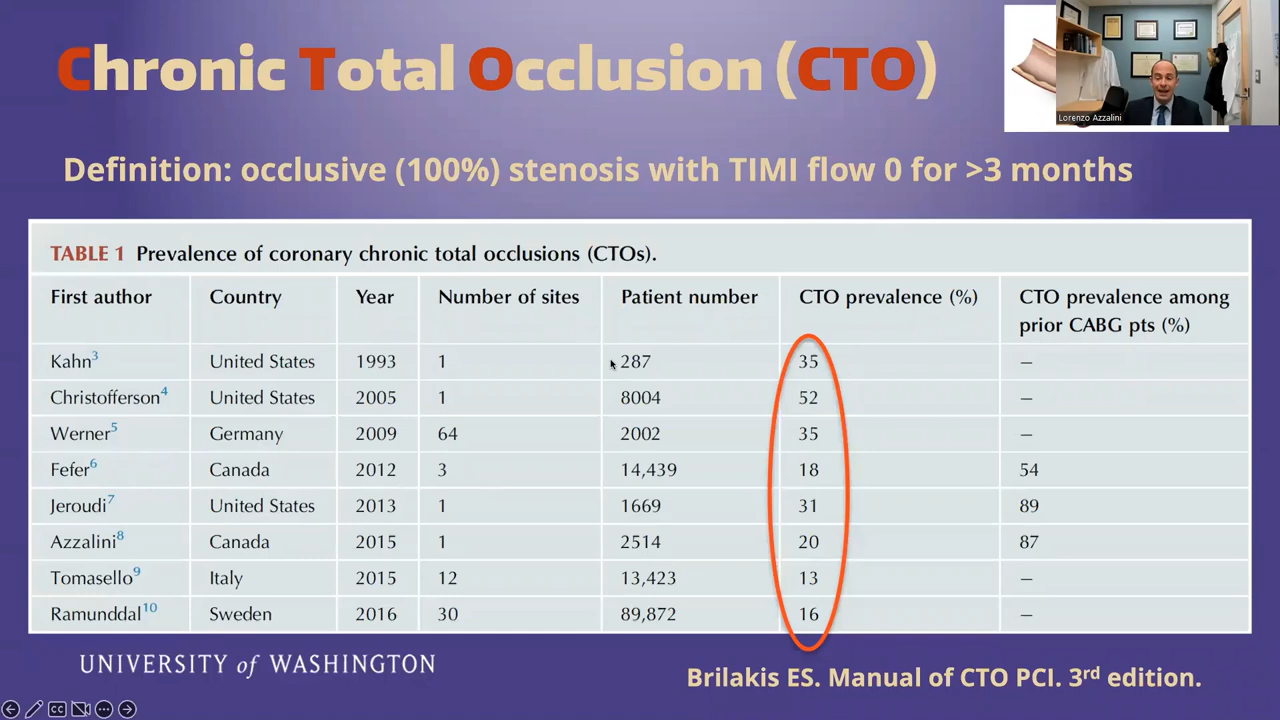 Chronic Total Occlusion (CTO)
Lorenzo Azzalini
Definition: occlusive (100%) stenosis with TIMI flow 0 for >3 months
TABLE 1 Prevalence of coronary chronic total occlusions (CTOs).
First author Country Year Number of sites Patient number CTO prevalence (%) CTO prevalence among
prior CABG pts (%)
Kahn3 United States 1993 1 287 35 –
Christofferson4 United States 2005 1 8004 52 –
Werner5 Germany 2009 64 2002 35 –
Fefer6 Canada 2012 3 14,439 18 54
Jeroudi7 United States 2013 1 1669 31 89
Azzalini8 Canada 2015 1 2514 20 87
Tomasello9 Italy 2015 12 13,423 13 –
Ramunddal10 Sweden 2016 30 89,872 16 –
UNIVERSITY of WASHINGTON
Brilakis ES. Manual of CTO PCI. 3rd edition.
CC